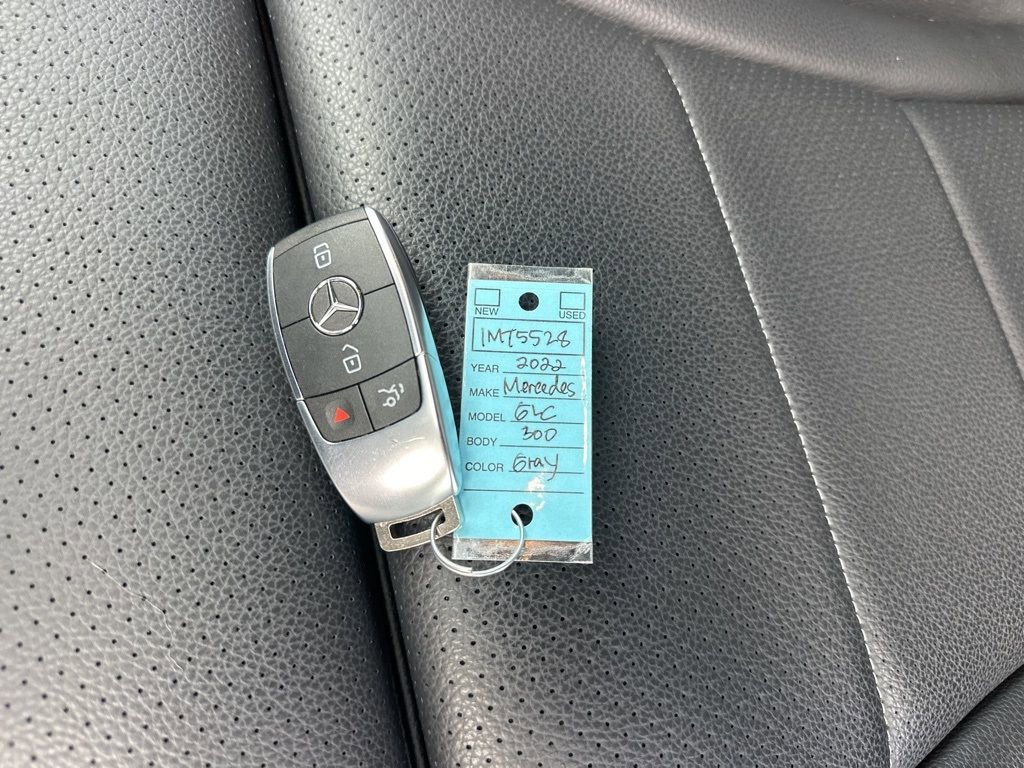 NEW USED
IMT5528
YEAR 2022
MAKE Mercedes
MODEL GLC
BODY 300
COLOR Gray